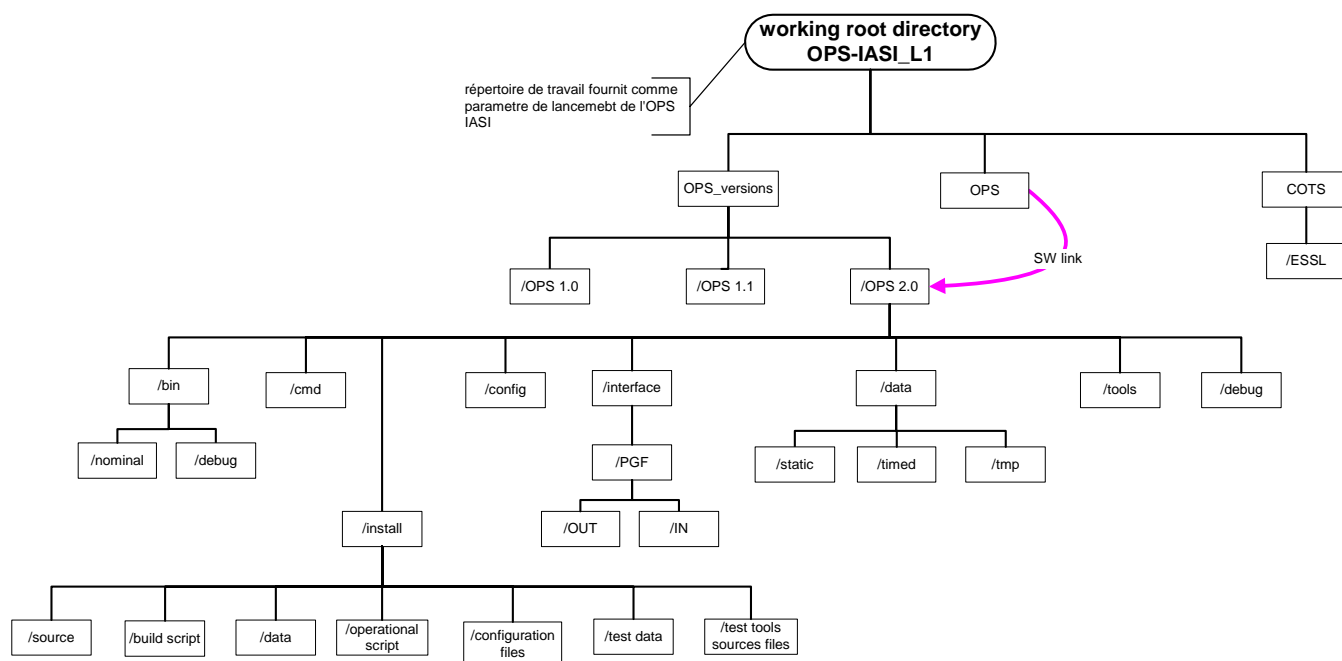 working root directory
OPS-IASI_L1
répertoire de travail fournit comme
parametre de lancemebt de l'OPS
IASI
OPS_versions
OPS
COTS
SW link
/ESSL
/OPS 1.0
/OPS 1.1
/OPS 2.0
/bin
/cmd
/config
/interface
/data
/tools
/debug
/nominal
/debug
/PGF
/static
/timed
/tmp
/install
/OUT
/IN
/source
/build script
/data
/operational
script
/configuration
files
/test data
/test tools
sources files